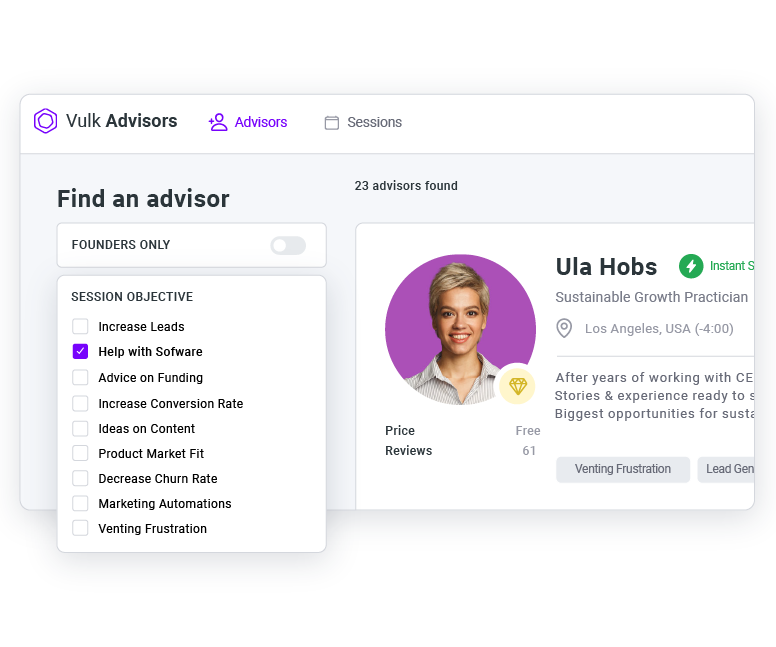 Vulk Advisors
Advisors
Sessions
Find an advisor
23 advisors found
FOUNDERS ONLY
SESSION OBJECTIVE
Increase Leads
Help with Sofware
Advice on Funding
Increase Conversion Rate
Ideas on Content
Product Market Fit
Decrease Churn Rate
Marketing Automations
Venting Frustration
Ula Hobs
Instant S
Sustainable Growth Practician
Los Angeles, USA (-4:00)
After years of working with CE
Stories & experience ready to s
Biggest opportunities for susta
Price Free
Reviews 61
Venting Frustration
Lead Gen